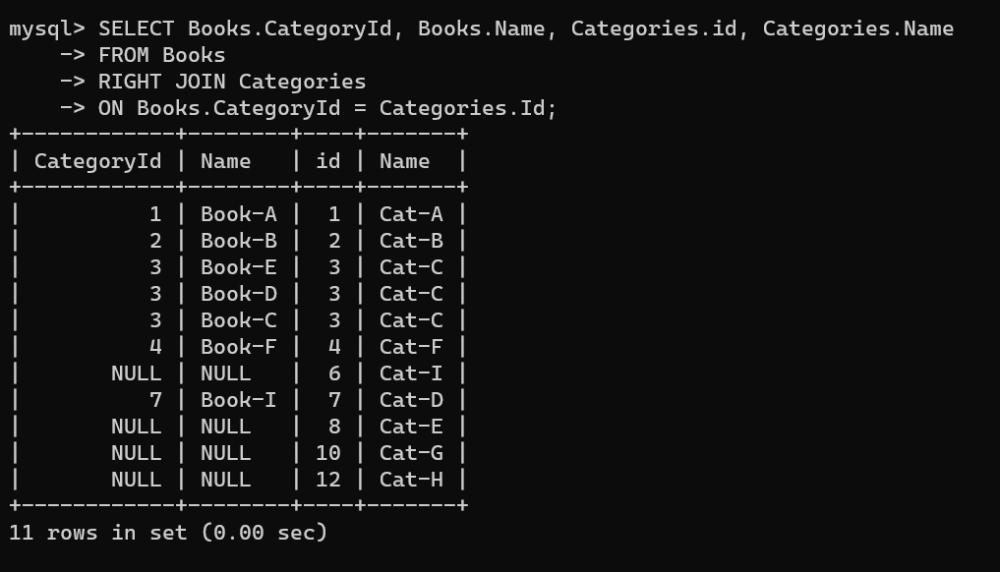 mysql> SELECT Books.CategoryId, Books.Name, Categories.id, Categories.Name
    -> FROM Books
    -> RIGHT JOIN Categories
    -> ON Books.CategoryId = Categories.Id;
+------------+--------+----+-------+
| CategoryId | Name   | id | Name  |
+------------+--------+----+-------+
|          1 | Book-A |  1 | Cat-A |
|          2 | Book-B |  2 | Cat-B |
|          3 | Book-E |  3 | Cat-C |
|          3 | Book-D |  3 | Cat-C |
|          3 | Book-C |  3 | Cat-C |
|          4 | Book-F |  4 | Cat-F |
|       NULL | NULL   |  6 | Cat-I |
|          7 | Book-I |  7 | Cat-D |
|       NULL | NULL   |  8 | Cat-E |
|       NULL | NULL   | 10 | Cat-G |
|       NULL | NULL   | 12 | Cat-H |
+------------+--------+----+-------+
11 rows in set (0.00 sec)